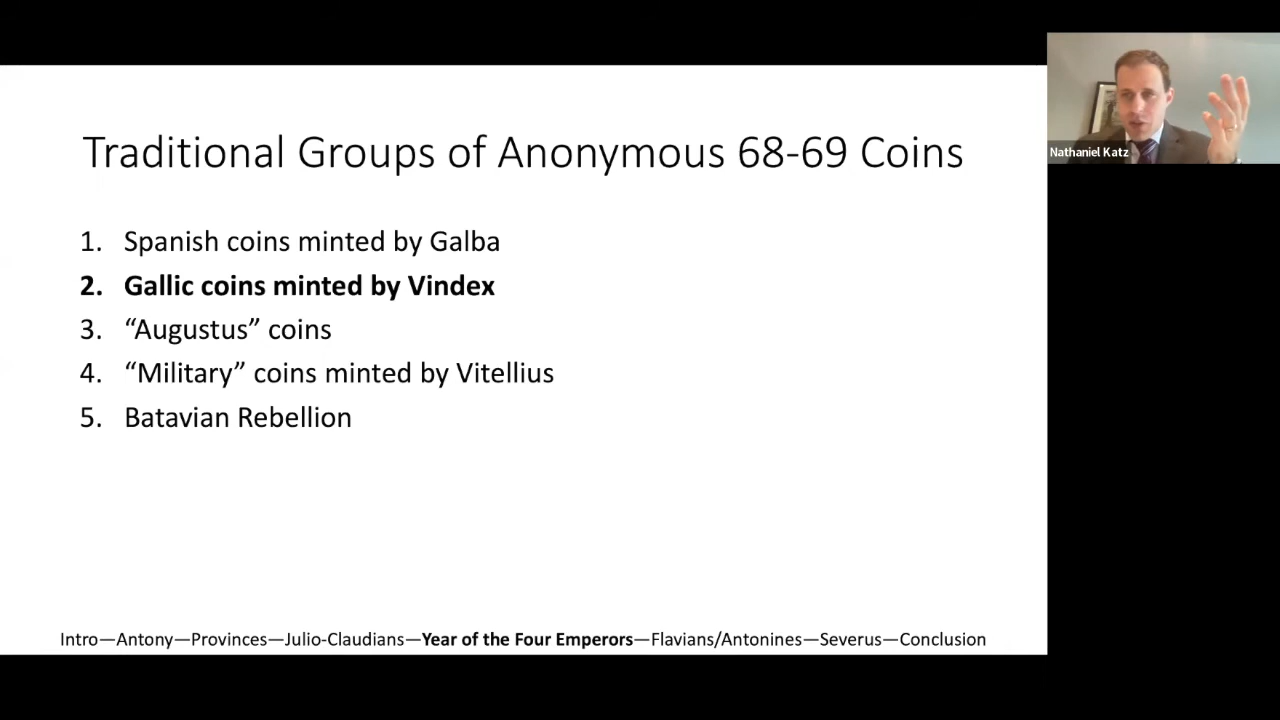 Traditional Groups of Anonymous 68-69 Coins
1. Spanish coins minted by Galba
2. Gallic coins minted by Vindex
3. “Augustus” coins
4. “Military” coins minted by Vitellius
5. Batavian Rebellion
Intro—Antony—Provinces—Julio-Claudians—Year of the Four Emperors—Flavians/Antonines—Severus—Conclusion
Nathaniel Katz